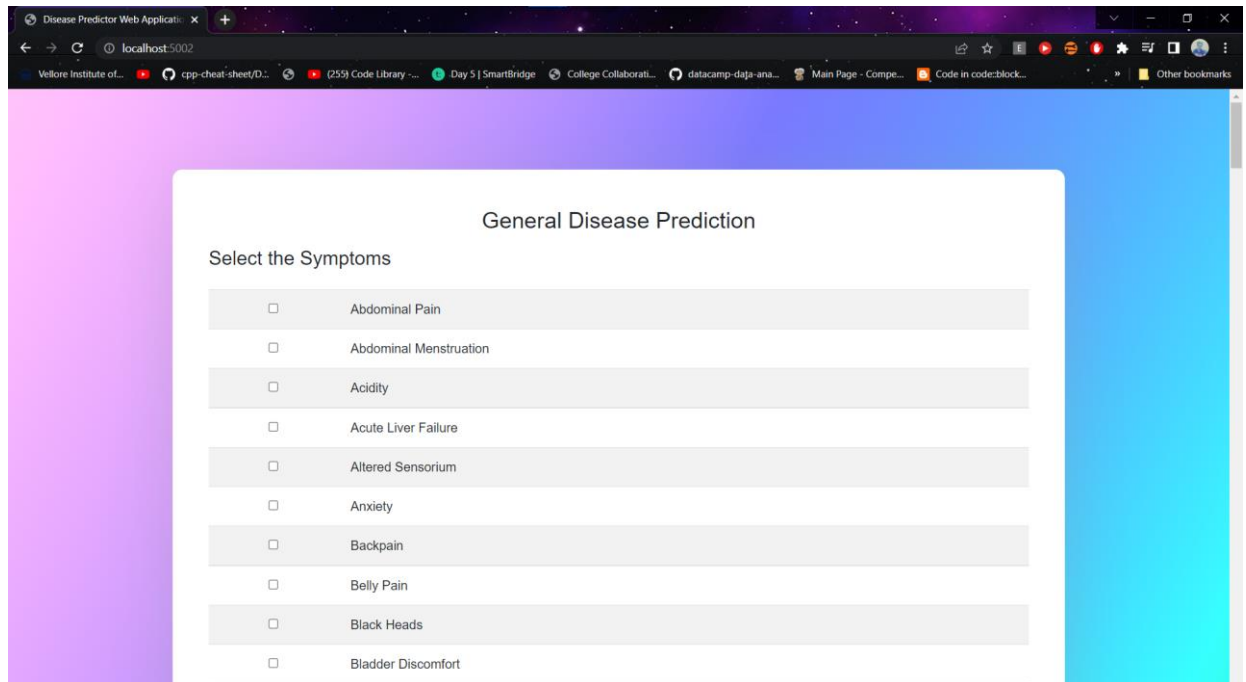 Disease Predictor Web Applicatio
localhost:5002
Vellore Institute of... cpp-cheat-sheet/D... (255) Code Library -... Day 5 | SmartBridge College Collaborati... datacamp-data-ana... Main Page - Compe... Code in code::block... » Other bookmarks
General Disease Prediction
Select the Symptoms
Abdominal Pain
Abdominal Menstruation
Acidity
Acute Liver Failure
Altered Sensorium
Anxiety
Backpain
Belly Pain
Black Heads
Bladder Discomfort